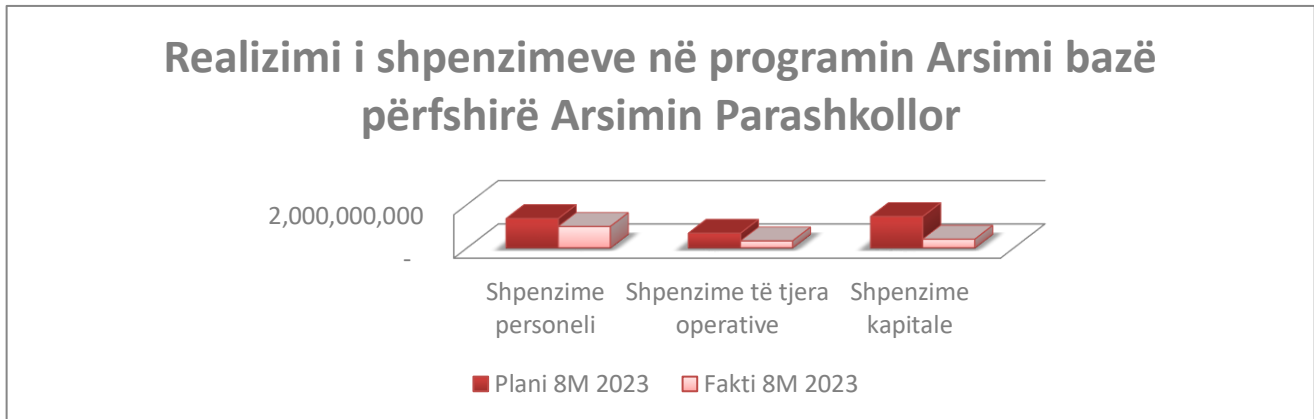 Realizimi i shpenzimeve në programin Arsimi bazë
përfshirë Arsimin Parashkollor
2,000,000,000
-
Shpenzime personeli
Shpenzime të tjera operative
Shpenzime kapitale
Plani 8M 2023
Fakti 8M 2023